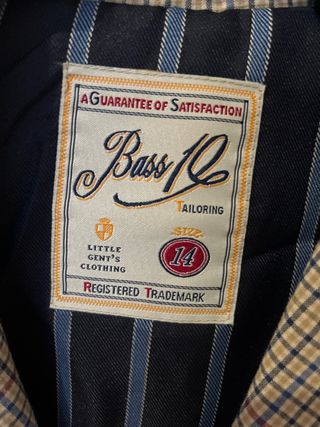 A GUARANTEE OF SATISFACTION
Bass 10
TAILORING
LITTLE
GENT'S
CLOTHING
SIZE
14
REGISTERED TRADEMARK